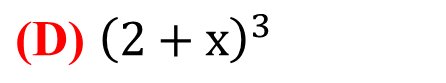 (D) (2 + x)³